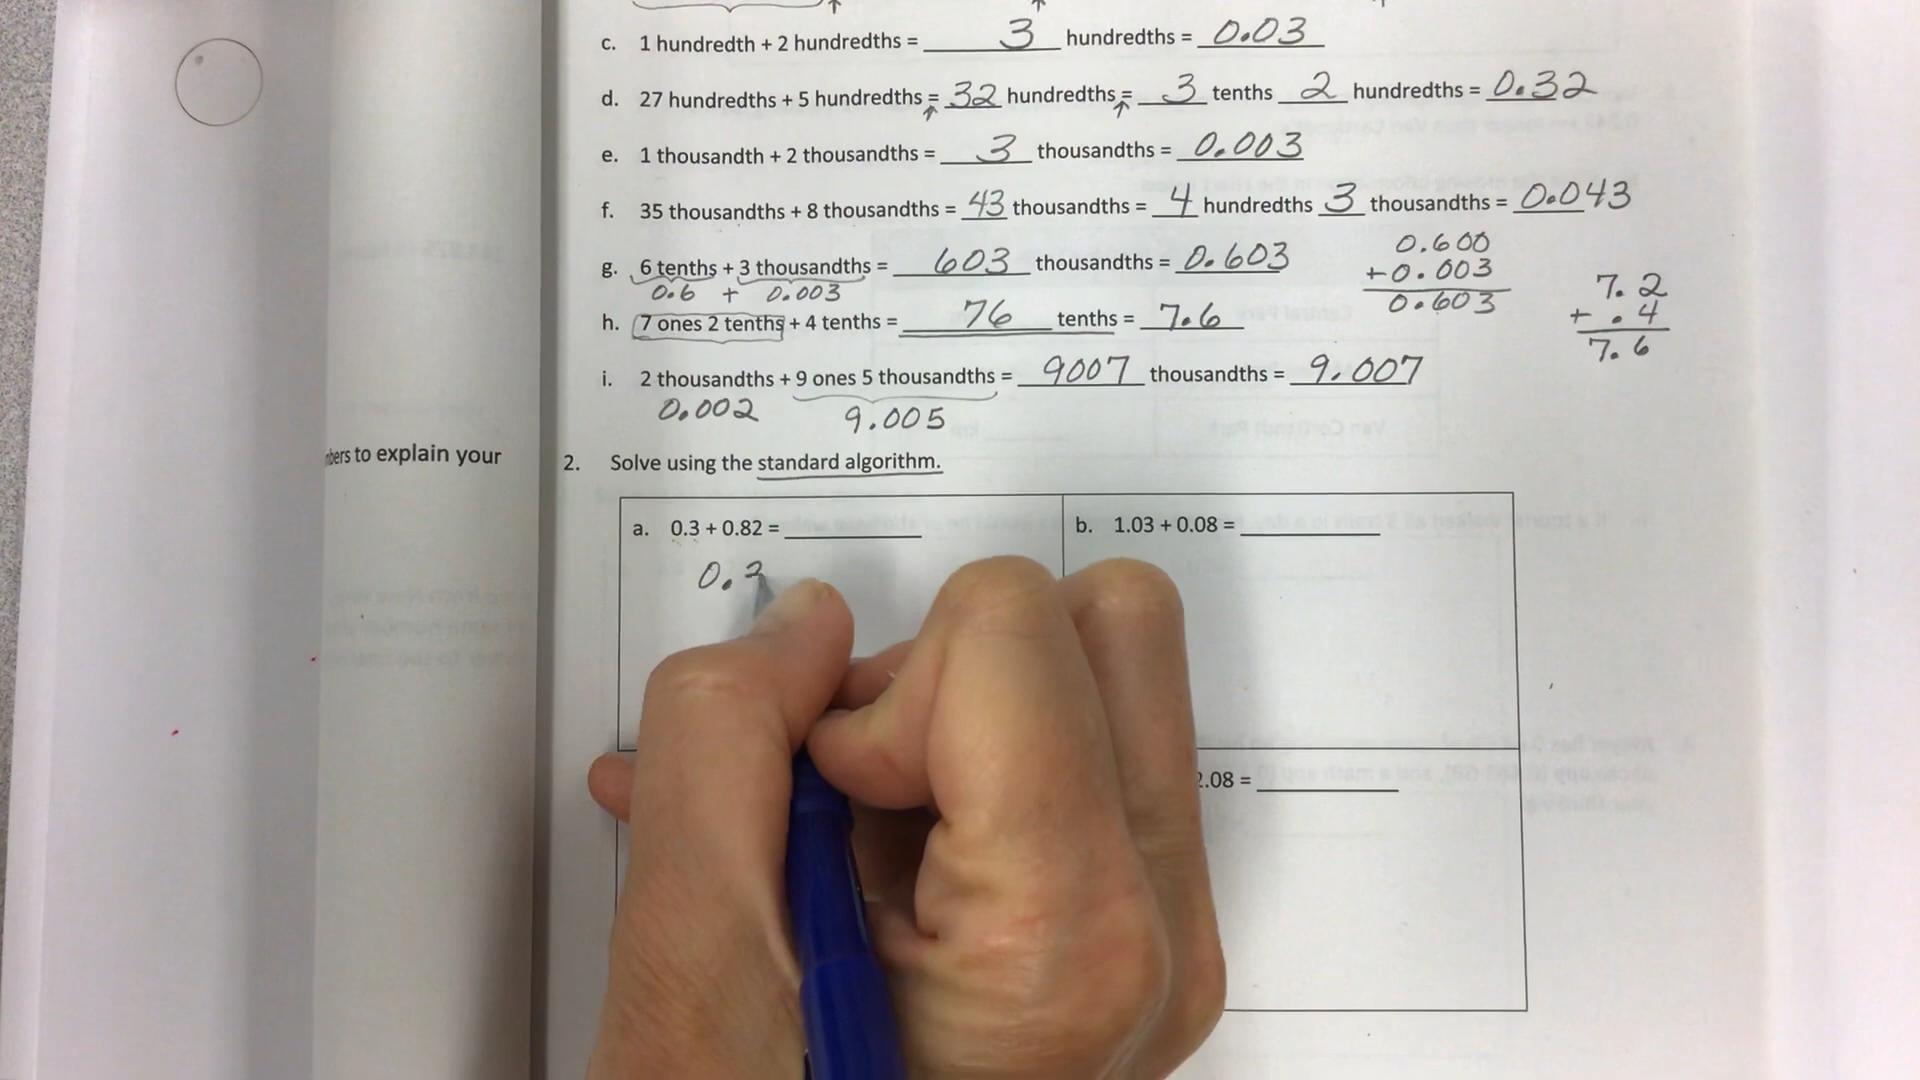 c. 1 hundredth + 2 hundredths = 3 hundredths = 0.03
d. 27 hundredths + 5 hundredths = 32 hundredths = 3 tenths 2 hundredths = 0.32
e. 1 thousandth + 2 thousandths = 3 thousandths = 0.003
f. 35 thousandths + 8 thousandths = 43 thousandths = 4 hundredths 3 thousandths = 0.043
g. 6 tenths + 3 thousandths = 603 thousandths = 0.603
0.6 + 0.003
0.600
+0.003
0.603
h. 7 ones 2 tenths + 4 tenths = 76 tenths = 7.6
7.2
+ .4
7.6
i. 2 thousandths + 9 ones 5 thousandths = 9007 thousandths = 9.007
0.002 9.005
to explain your
2. Solve using the standard algorithm.
a. 0.3 + 0.82 =
0.3
b. 1.03 + 0.08 =
.08 =